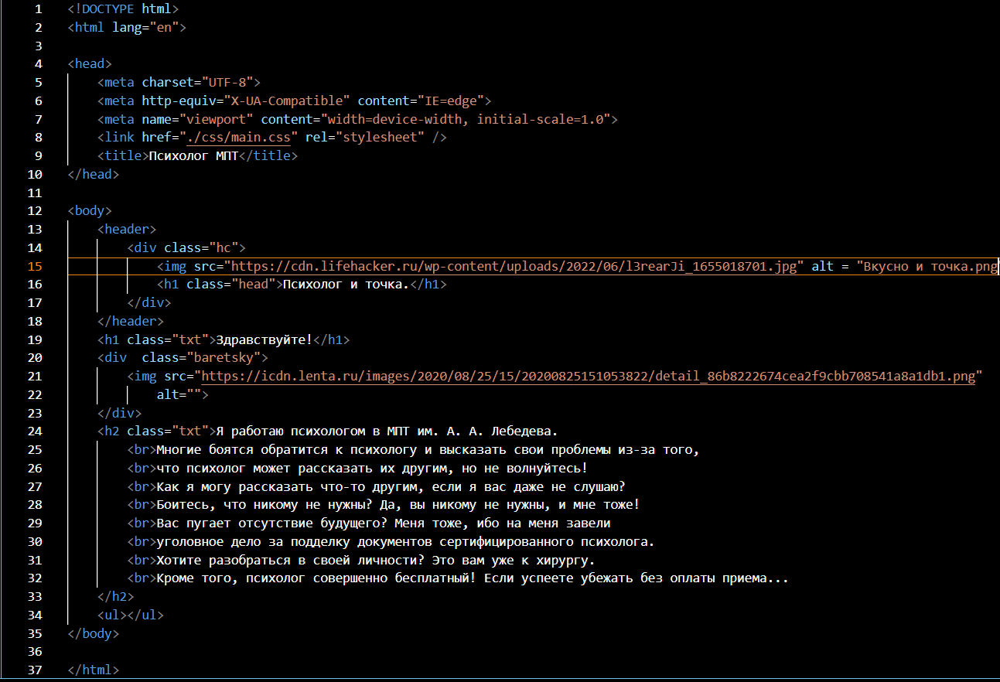 1 <!DOCTYPE html>
2 <html lang="en">
3
4 <head>
5     <meta charset="UTF-8">
6     <meta http-equiv="X-UA-Compatible" content="IE=edge">
7     <meta name="viewport" content="width=device-width, initial-scale=1.0">
8     <link href="./css/main.css" rel="stylesheet" />
9     <title>Психолог МПТ</title>
10 </head>
11
12 <body>
13     <header>
14         <div class="hc">
15             <img src="https://cdn.lifehacker.ru/wp-content/uploads/2022/06/l3rearJi_1655018701.jpg" alt = "Вкусно и точка.png
16             <h1 class="head">Психолог и точка.</h1>
17         </div>
18     </header>
19     <h1 class="txt">Здравствуйте!</h1>
20     <div  class="baretsky">
21         <img src="https://icdn.lenta.ru/images/2020/08/25/15/20200825151053822/detail_86b8222674cea2f9cbb708541a8a1db1.png"
22             alt="">
23     </div>
24     <h2 class="txt">Я работаю психологом в МПТ им. А. А. Лебедева.
25         <br>Многие боятся обратится к психологу и высказать свои проблемы из-за того,
26         <br>что психолог может рассказать их другим, но не волнуйтесь!
27         <br>Как я могу рассказать что-то другим, если я вас даже не слушаю?
28         <br>Боитесь, что никому не нужны? Да, вы никому не нужны, и мне тоже!
29         <br>Вас пугает отсутствие будущего? Меня тоже, ибо на меня завели
30         <br>уголовное дело за подделку документов сертифицированного психолога.
31         <br>Хотите разобраться в своей личности? Это вам уже к хирургу.
32         <br>Кроме того, психолог совершенно бесплатный! Если успеете убежать без оплаты приема...
33     </h2>
34     <ul></ul>
35 </body>
36
37 </html>